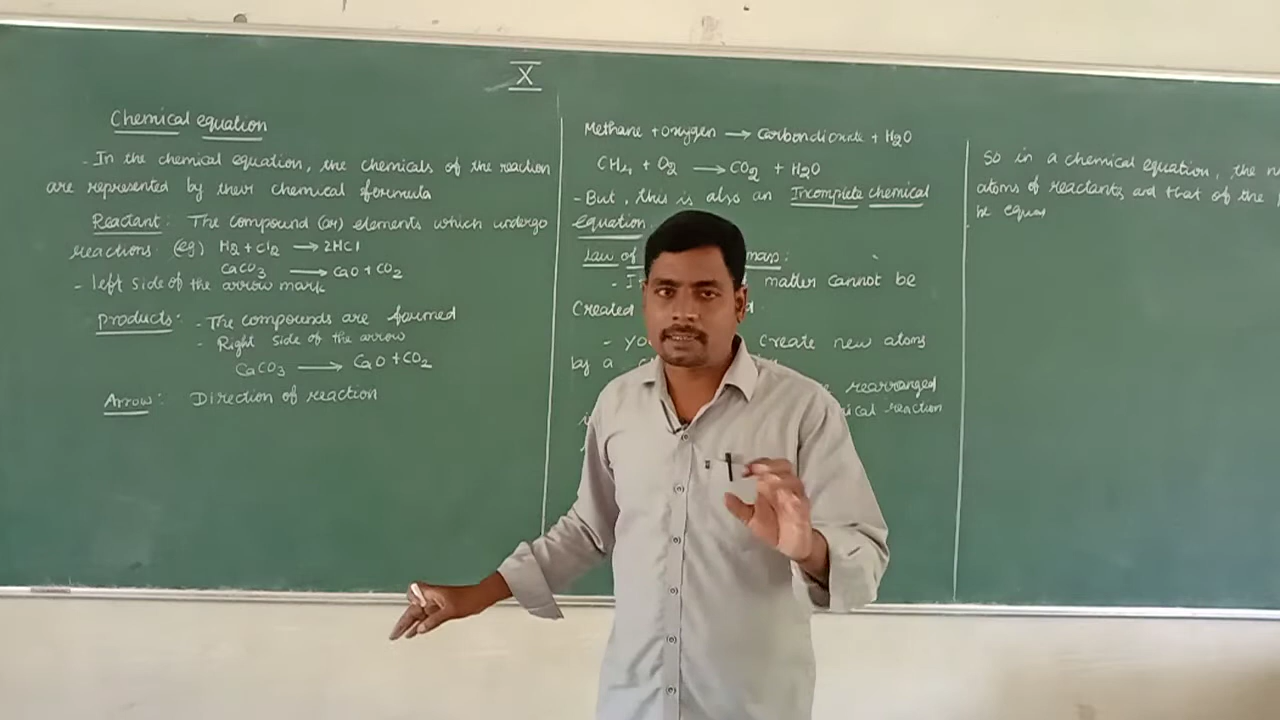 X
Chemical equation
- In the chemical equation, the chemicals of the reaction
are represented by their chemical formula
Reactant: The compound (or) elements which undergo
reactions. (eg) H2 + Cl2 → 2HCl
CaCO3 → CaO + CO2
- left side of the arrow mark
Products: - The compounds are formed
- Right side of the arrow
CaCO3 → CaO + CO2
Arrow: Direction of reaction
Methane + Oxygen → Carbondioxide + H2O
CH4 + O2 → CO2 + H2O
- But, this is also an Incomplete chemical
equation
Law of mass:
matter cannot be
Created
- create new atoms
by a
rearranged
reaction
So in a chemical equation, the
atoms of reactants and that of the
be equal